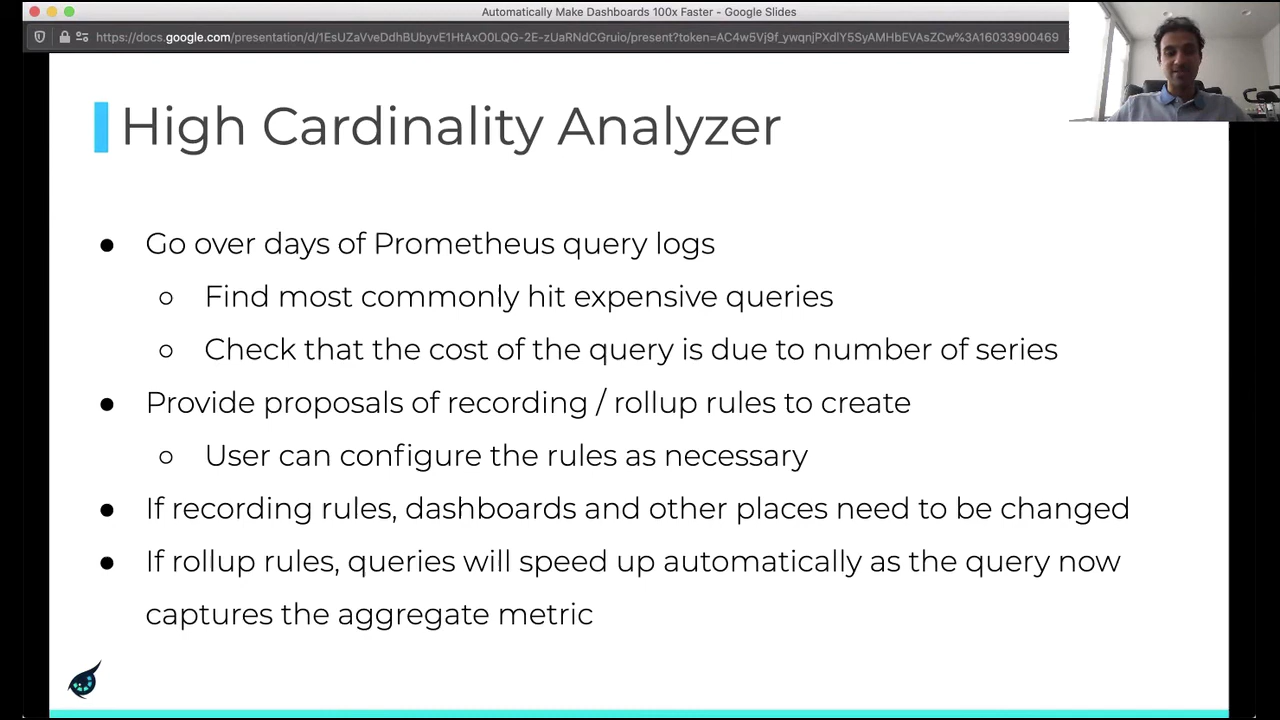 Automatically Make Dashboards 100x Faster - Google Slides
https://docs.google.com/presentation/d/1EsUZaVveDdhBUbyvE1HtAxO0LQG-2E-zUaRNdCGruio/present?token=AC4w5Vj9f_ywqnjPXdlY5SyAMHbEVAsZCw%3A16033900469
High Cardinality Analyzer
● Go over days of Prometheus query logs
○ Find most commonly hit expensive queries
○ Check that the cost of the query is due to number of series
● Provide proposals of recording / rollup rules to create
○ User can configure the rules as necessary
● If recording rules, dashboards and other places need to be changed
● If rollup rules, queries will speed up automatically as the query now
captures the aggregate metric